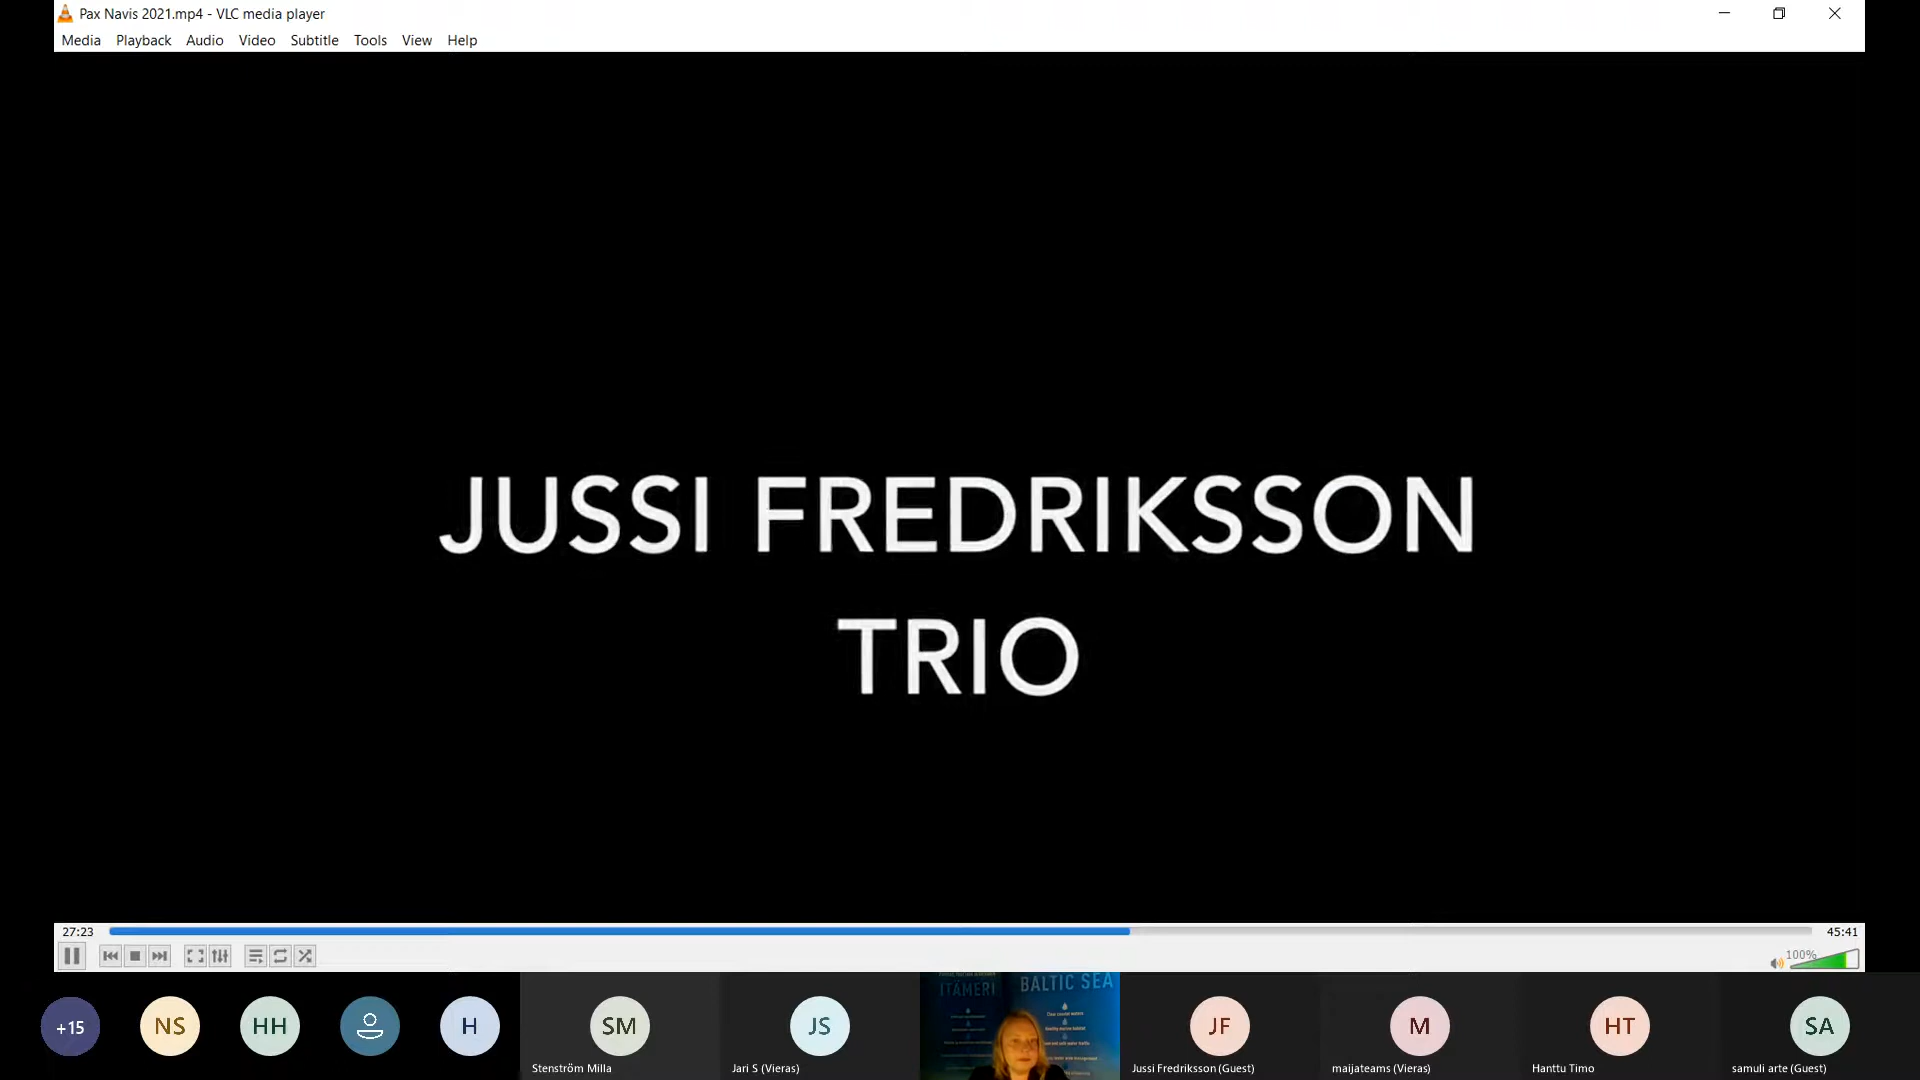 Pax Navis 2021.mp4 - VLC media player
Media Playback Audio Video Subtitle Tools View Help
JUSSI FREDRIKSSON
TRIO
27:23
45:41
100%
ITÄMERI
BALTIC SEA
+15
NS
HH
H
SM
JS
JF
M
HT
SA
Stenström Milla
Jari S (Vieras)
Jussi Fredriksson (Guest)
maijateams (Vieras)
Hanttu Timo
samuli arte (Guest)